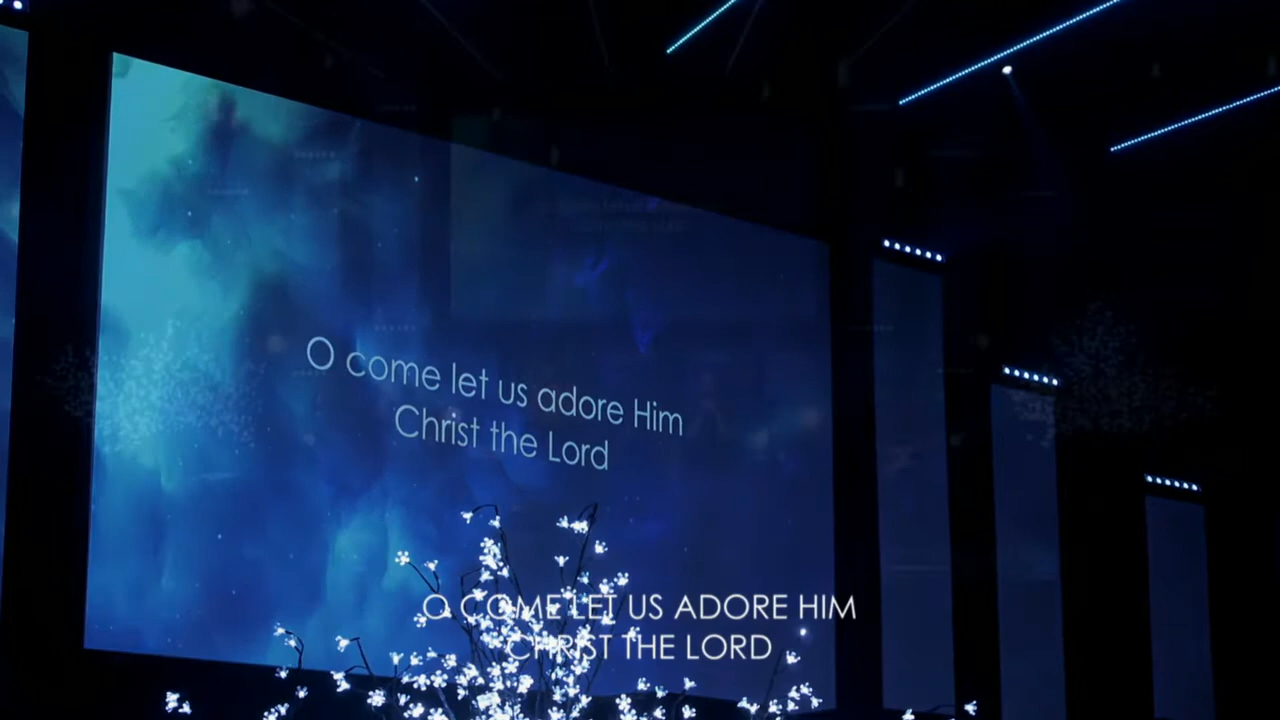 O come let us adore Him
Christ the Lord
O COME LET US ADORE HIM
CHRIST THE LORD